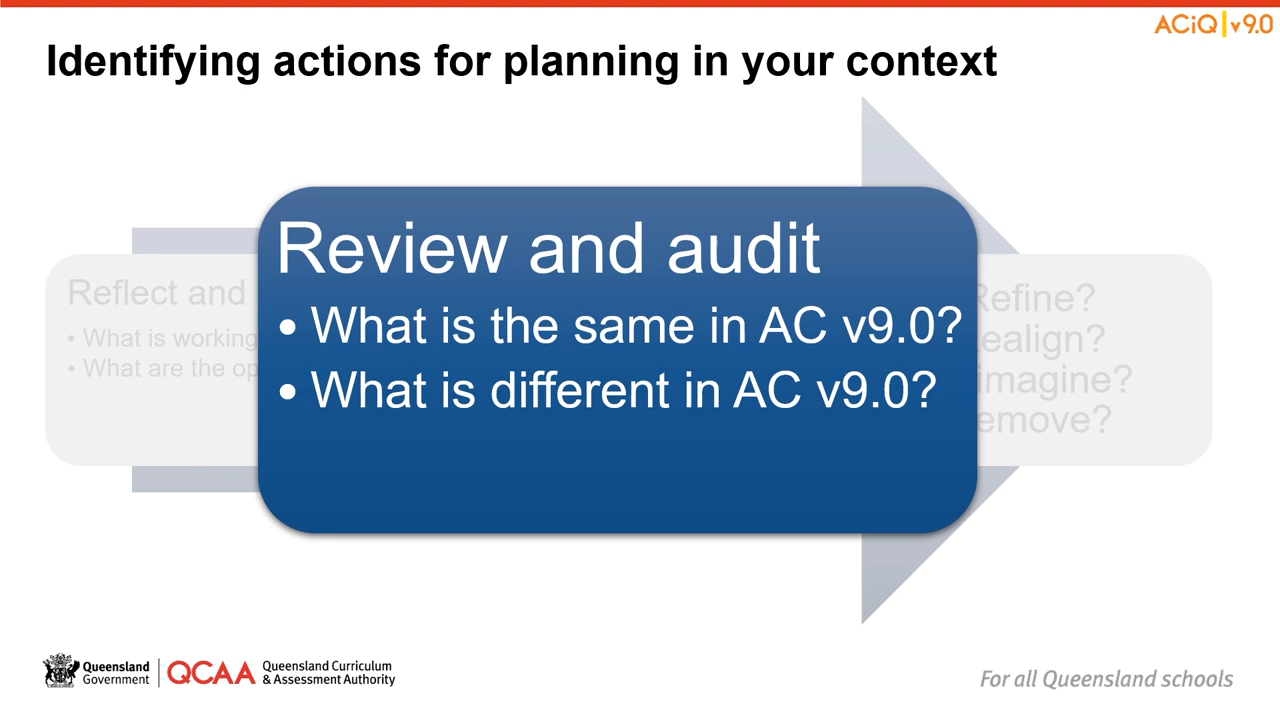 ACiQ v9.0
Identifying actions for planning in your context
Reflect and
• What is working
• What are the
Review and audit
• What is the same in AC v9.0?
• What is different in AC v9.0?
Refine?
ealign?
imagine?
emove?
Queensland Government
QCAA
Queensland Curriculum
& Assessment Authority
For all Queensland schools